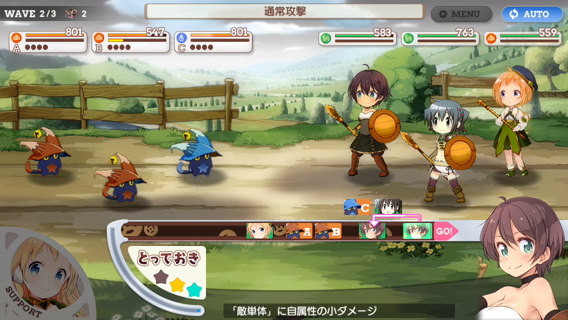 WAVE 2/3 2
通常攻撃
MENU
AUTO
801
A
547
B
801
C
583
763
559
C
A
B
GO!
とっておき
SUPPORT
「敵単体」に自属性の小ダメージ